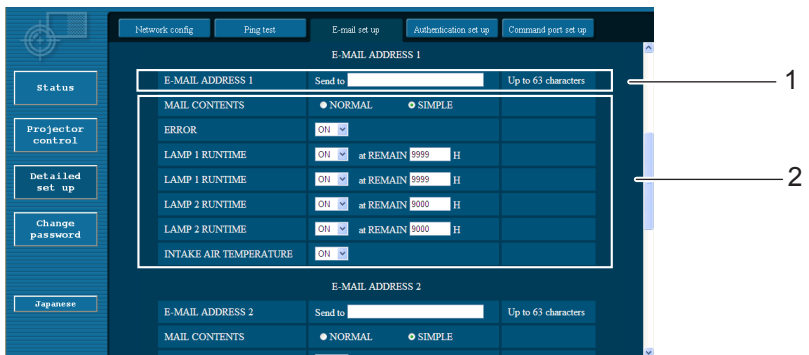 Network config Ping test E-mail set up Authentication set up Command port set up
E-MAIL ADDRESS 1
E-MAIL ADDRESS 1 Send to Up to 63 characters 1
MAIL CONTENTS NORMAL SIMPLE
ERROR ON
LAMP 1 RUNTIME ON at REMAIN 9999 H
LAMP 1 RUNTIME ON at REMAIN 9999 H
LAMP 2 RUNTIME ON at REMAIN 9000 H
LAMP 2 RUNTIME ON at REMAIN 9000 H
INTAKE AIR TEMPERATURE ON
2
E-MAIL ADDRESS 2
E-MAIL ADDRESS 2 Send to Up to 63 characters
MAIL CONTENTS NORMAL SIMPLE
Status
Projector
control
Detailed
set up
Change
password
Japanese